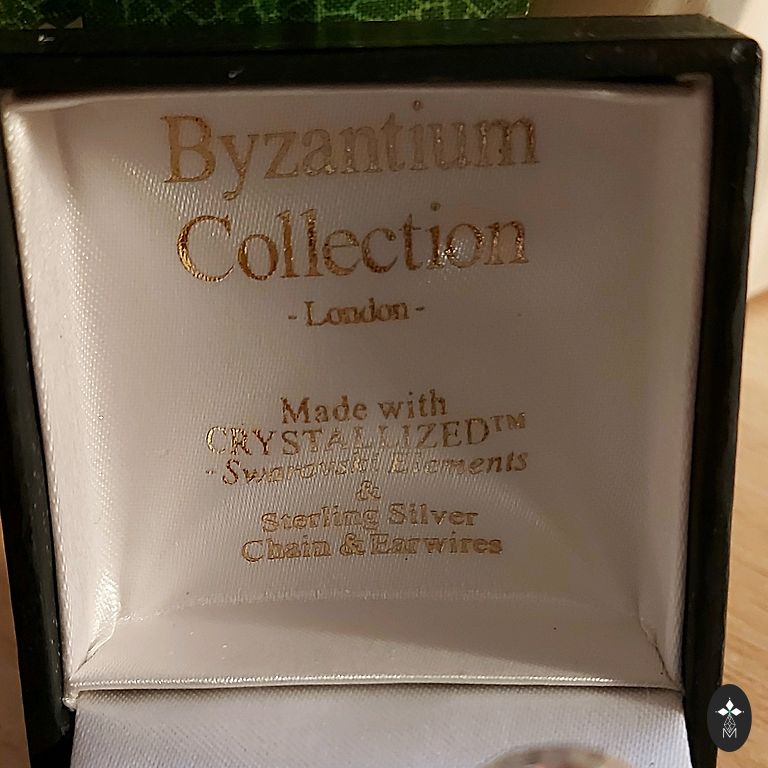 Byzantium
Collection
- London -
Made with
CRYSTALLIZED™
- Swarovski Elements
&
Sterling Silver
Chain & Earwires
M